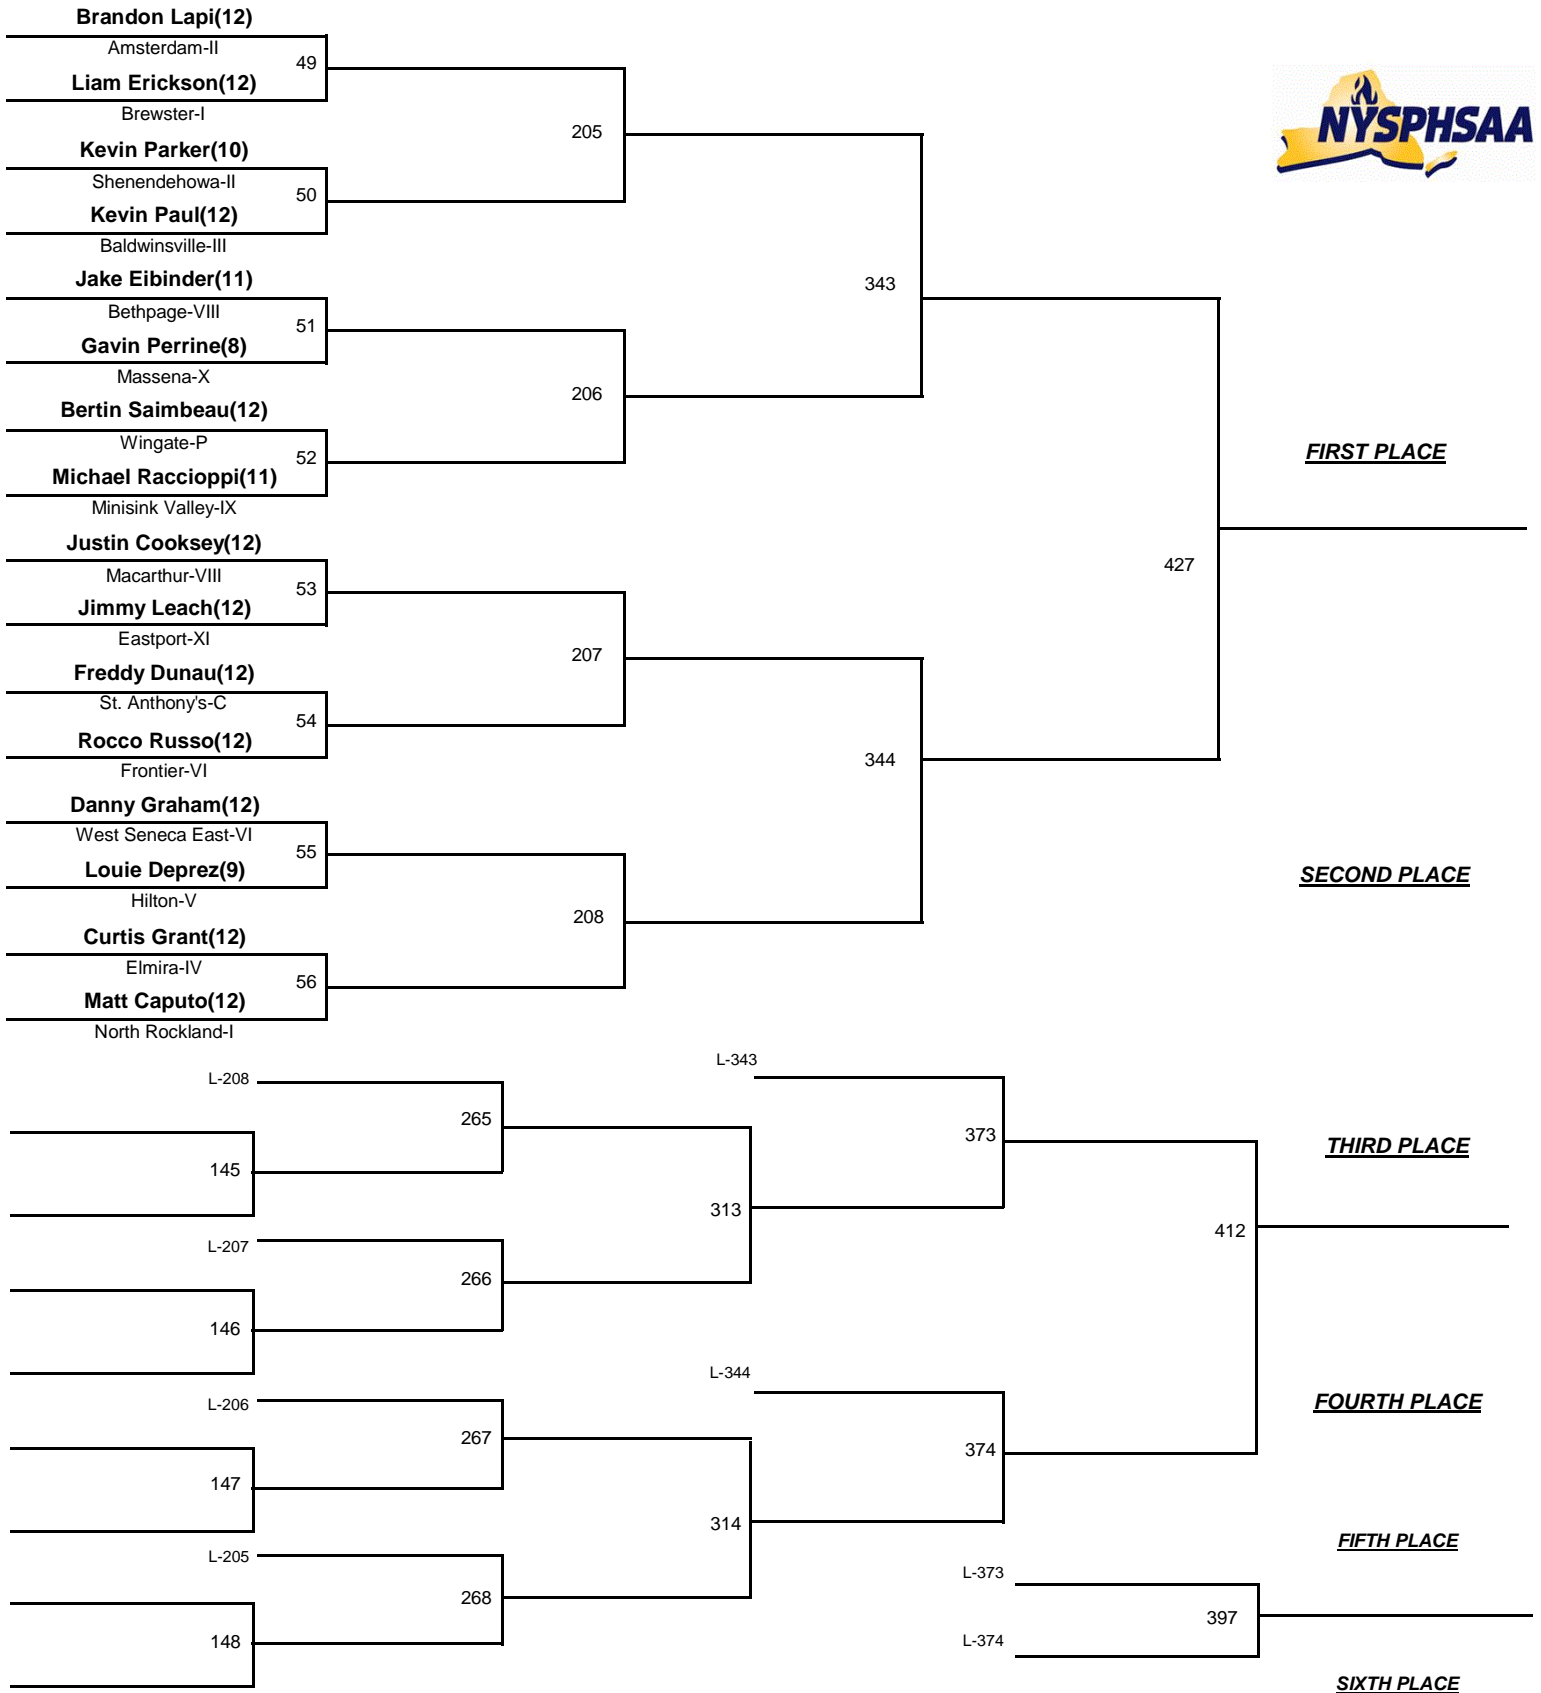 Brandon Lapi(12)
Amsterdam-II
49
Liam Erickson(12)
Brewster-I
205
NYSPHSAA
Kevin Parker(10)
Shenendehowa-II
50
Kevin Paul(12)
Baldwinsville-III
Jake Eibinder(11)
343
Bethpage-VIII
51
Gavin Perrine(8)
Massena-X
206
Bertin Saimbeau(12)
Wingate-P
52
FIRST PLACE
Michael Raccioppi(11)
Minisink Valley-IX
Justin Cooksey(12)
427
Macarthur-VIII
53
Jimmy Leach(12)
Eastport-XI
207
Freddy Dunau(12)
St. Anthony's-C
54
Rocco Russo(12)
344
Frontier-VI
Danny Graham(12)
West Seneca East-VI
55
Louie Deprez(9)
SECOND PLACE
Hilton-V
208
Curtis Grant(12)
Elmira-IV
56
Matt Caputo(12)
North Rockland-I
L-343
L-208
265
373
THIRD PLACE
145
313
412
L-207
266
146
L-344
L-206
FOURTH PLACE
267
374
147
314
FIFTH PLACE
L-205
L-373
268
397
148
L-374
SIXTH PLACE